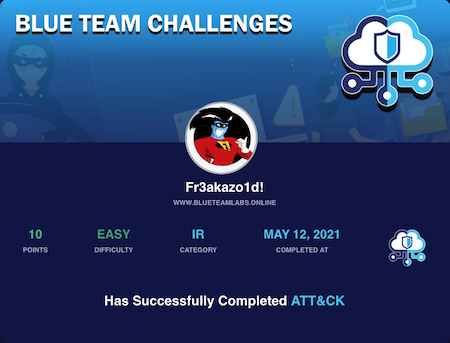 BLUE TEAM CHALLENGES
Fr3akazo1d!
WWW.BLUETEAMLABS.ONLINE
10 EASY IR MAY 12, 2021
POINTS DIFFICULTY CATEGORY COMPLETED AT
Has Successfully Completed ATT&CK